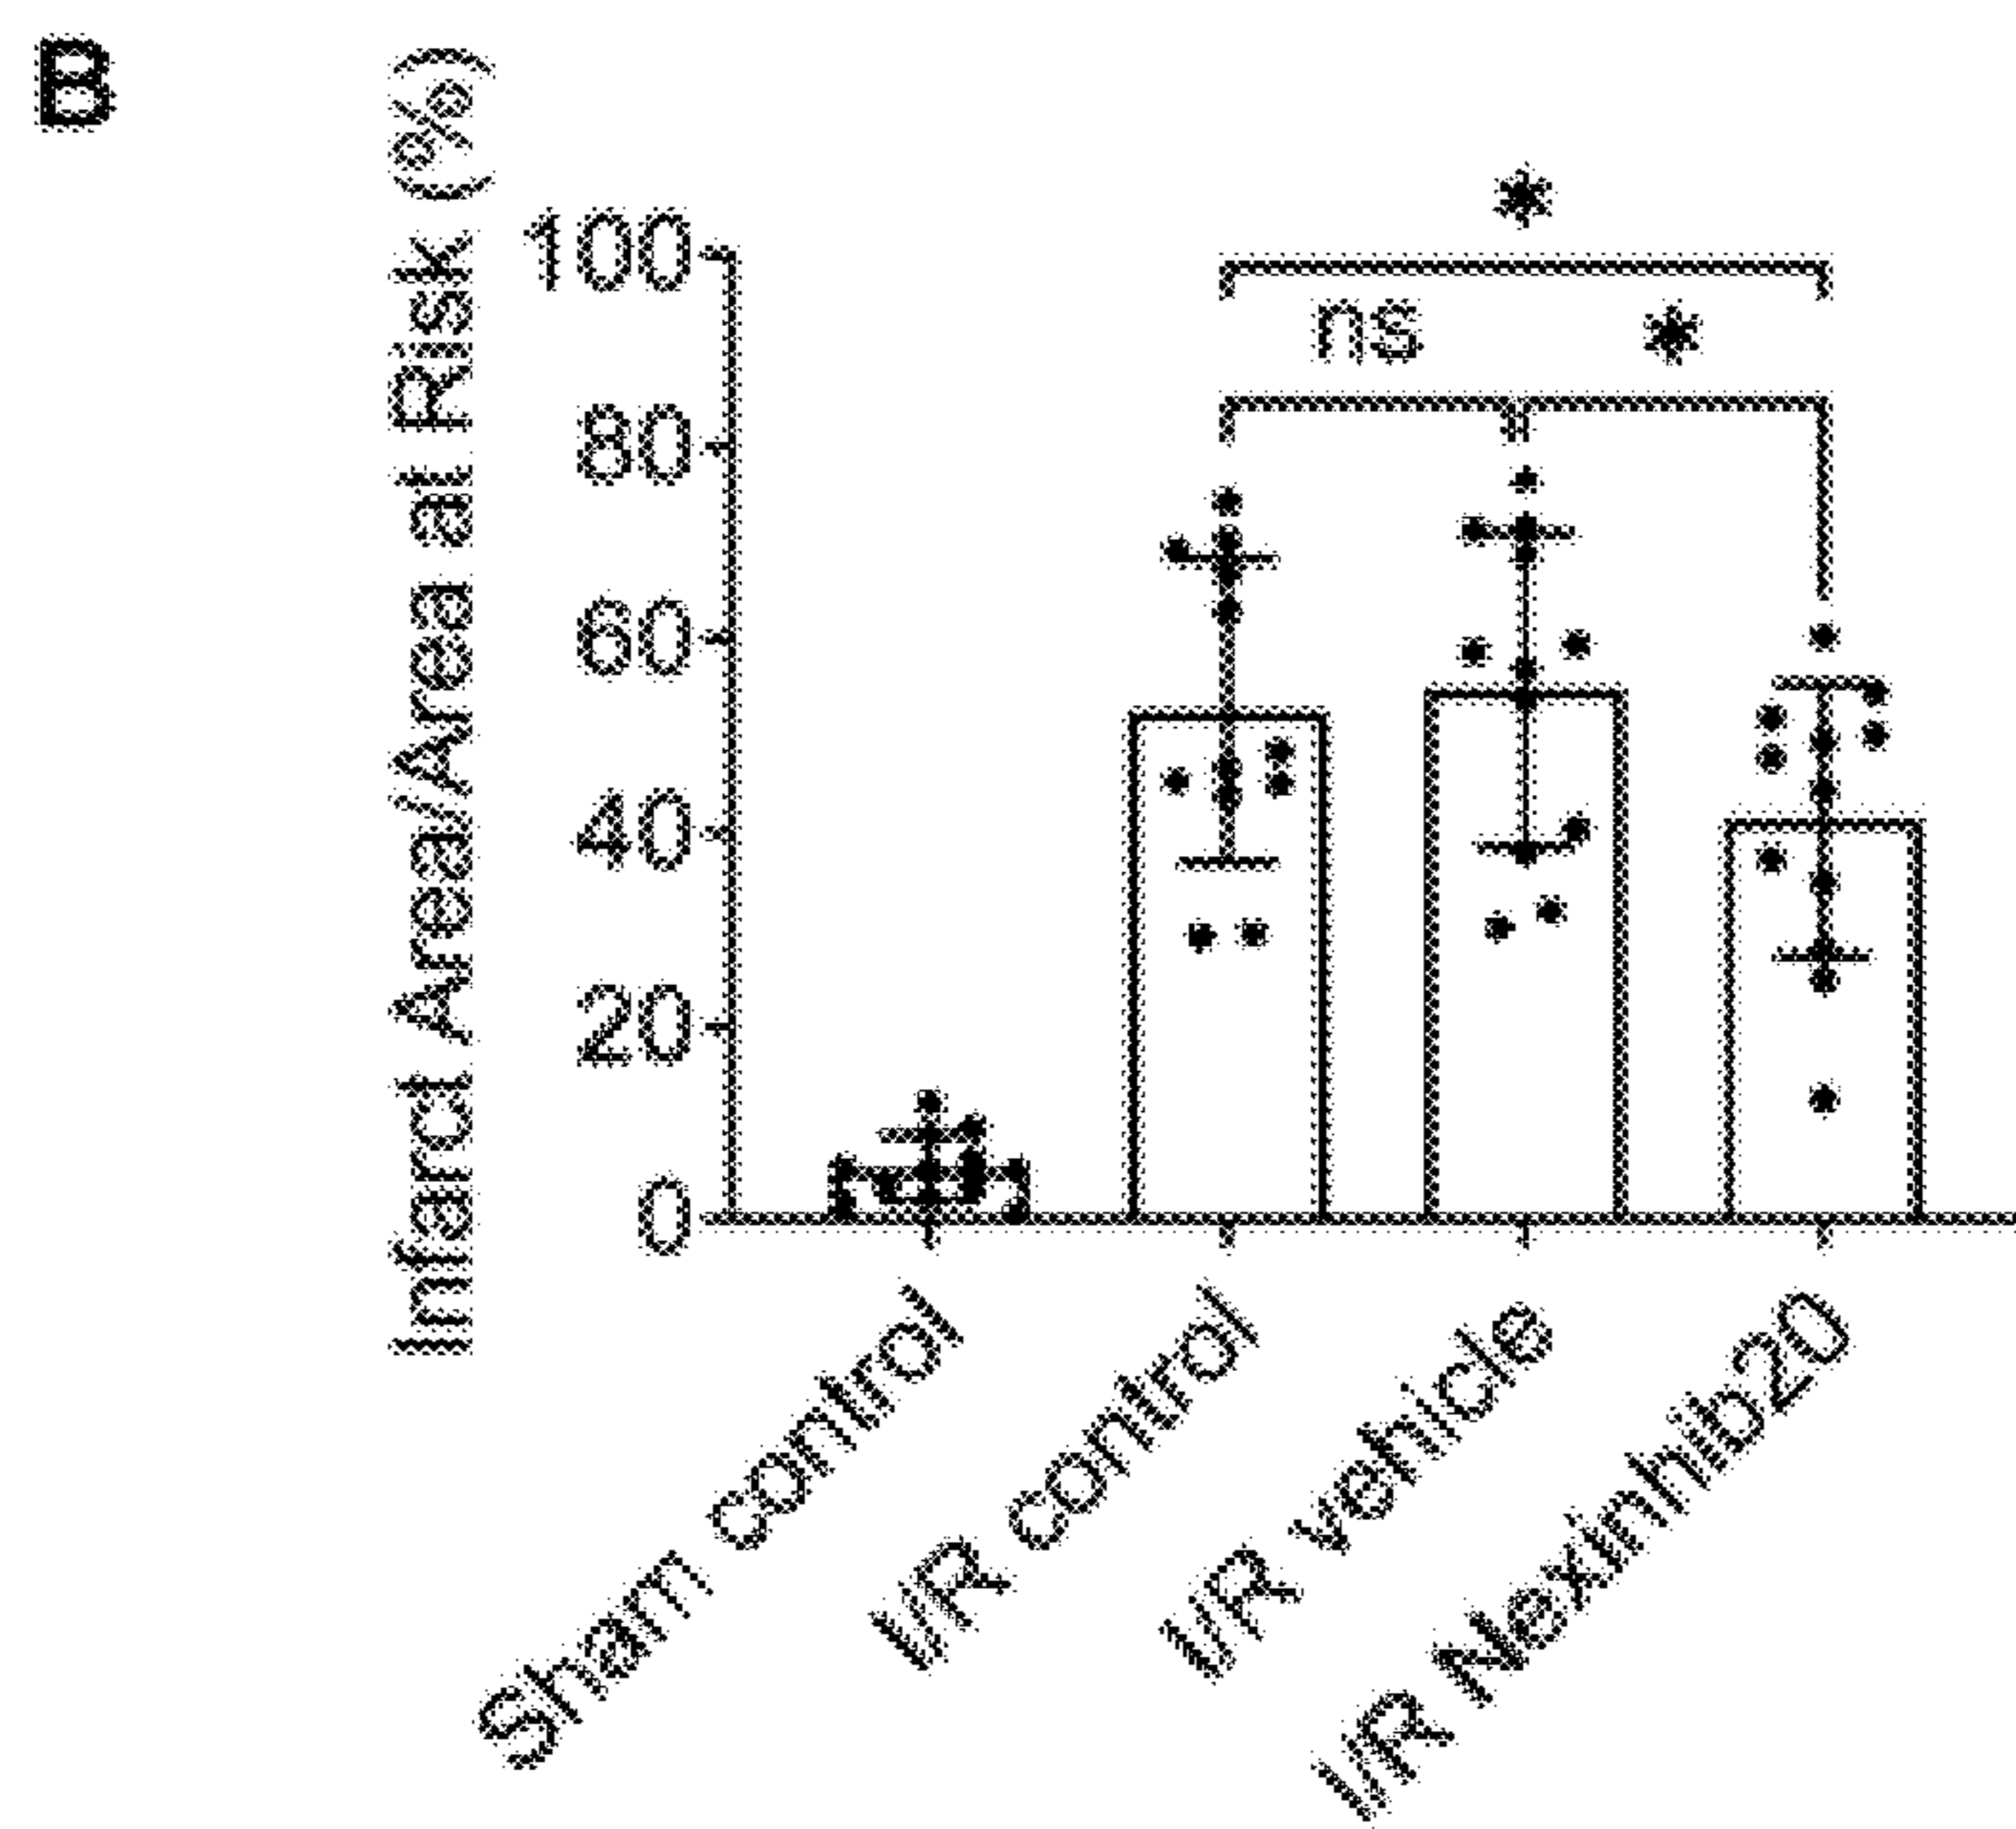 B
Infarct Area/Area at Risk (%)
*
100
ns *
80
60
40
20
0
Sham control
I/R control
I/R vehicle
I/R Nexinhib20